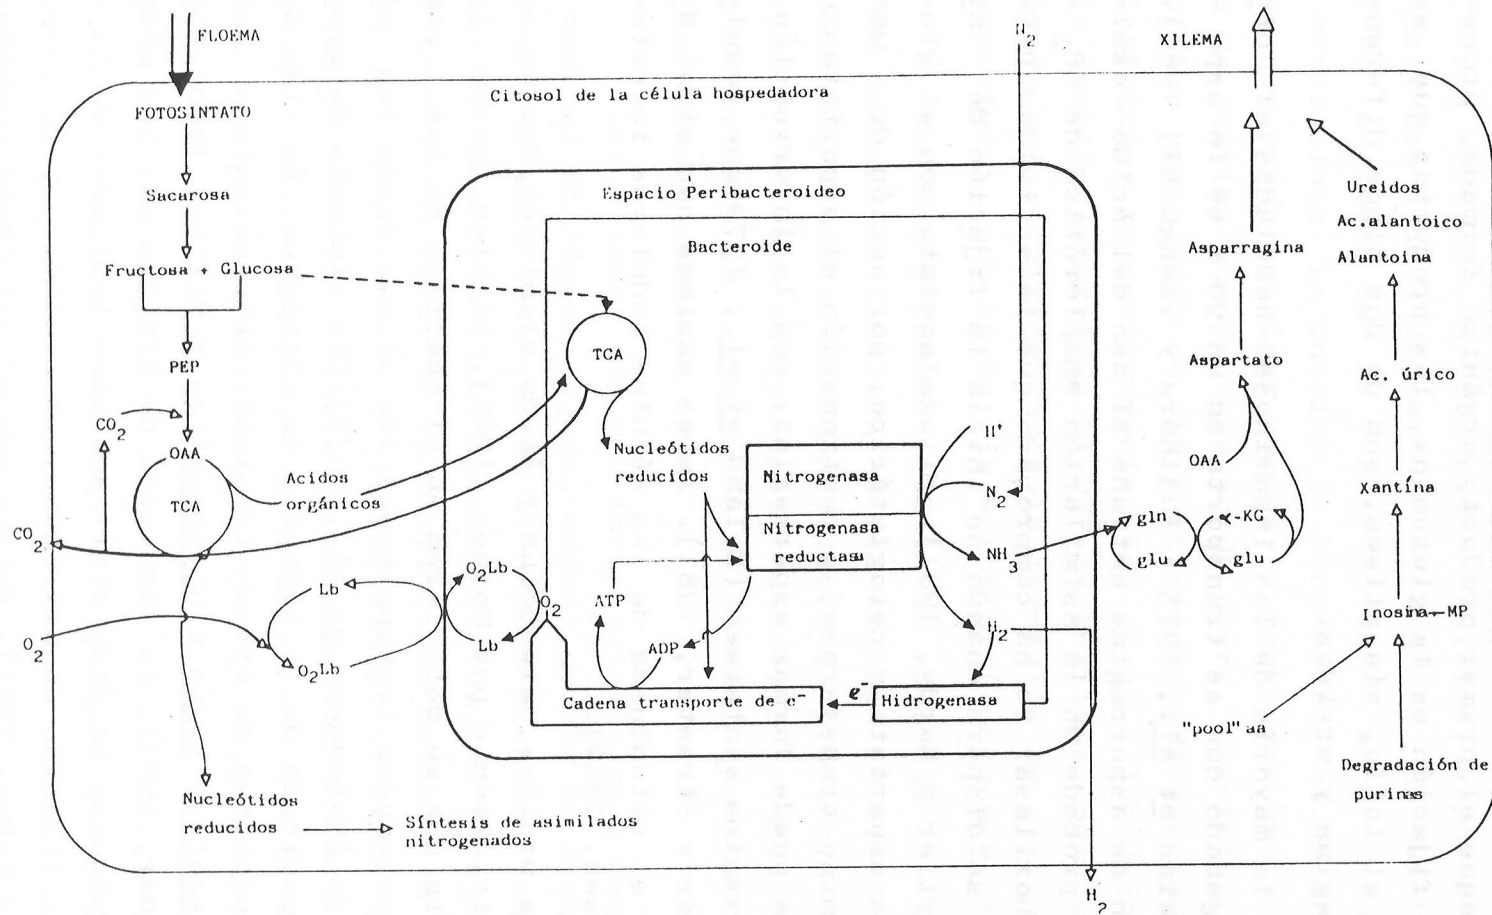 FLOEMA
N2
XILEMA
Citosol de la célula hospedadora
FOTOSINTATO
Sacarosa
Fructosa + Glucosa
PEP
CO2
OAA
TCA
Acidos
orgánicos
CO2
O2
Lb
O2Lb
Nucleótidos
reducidos
Síntesis de asimilados
nitrogenados
Espacio Peribacteroideo
Bacteroide
TCA
Nucleótidos
reducidos
Nitrogenasa
Nitrogenasa
reductasa
H+
N2
NH3
H2
O2Lb
O2
Lb
ATP
ADP
Cadena transporte de e-
e-
Hidrogenasa
H2
Ureidos
Ac.alantoico
Alantoina
Asparragina
Aspartato
Ac. úrico
OAA
Xantína
gln
α-KG
glu
glu
Inosina-MP
"pool" aa
Degradación de
purinas